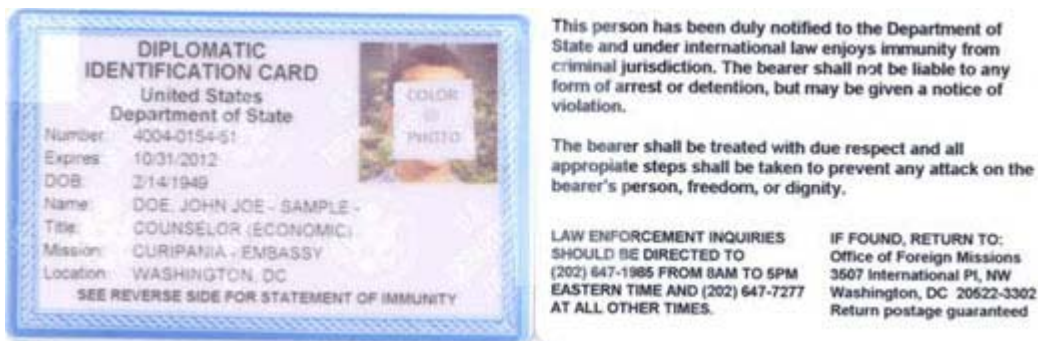 DIPLOMATIC
IDENTIFICATION CARD
United States
Department of State
Number: 4004-0154-51
Expires: 10/31/2012
DOB: 2/14/1949
Name: DOE, JOHN JOE - SAMPLE -
Title: COUNSELOR (ECONOMIC)
Mission: CURIPANIA - EMBASSY
Location: WASHINGTON, DC
SEE REVERSE SIDE FOR STATEMENT OF IMMUNITY
COLOR
ID
PHOTO
This person has been duly notified to the Department of
State and under international law enjoys immunity from
criminal jurisdiction. The bearer shall not be liable to any
form of arrest or detention, but may be given a notice of
violation.
The bearer shall be treated with due respect and all
appropiate steps shall be taken to prevent any attack on the
bearer's person, freedom, or dignity.
LAW ENFORCEMENT INQUIRIES
SHOULD BE DIRECTED TO
(202) 647-1985 FROM 8AM TO 5PM
EASTERN TIME AND (202) 647-7277
AT ALL OTHER TIMES.
IF FOUND, RETURN TO:
Office of Foreign Missions
3507 International Pl, NW
Washington, DC 20522-3302
Return postage guaranteed